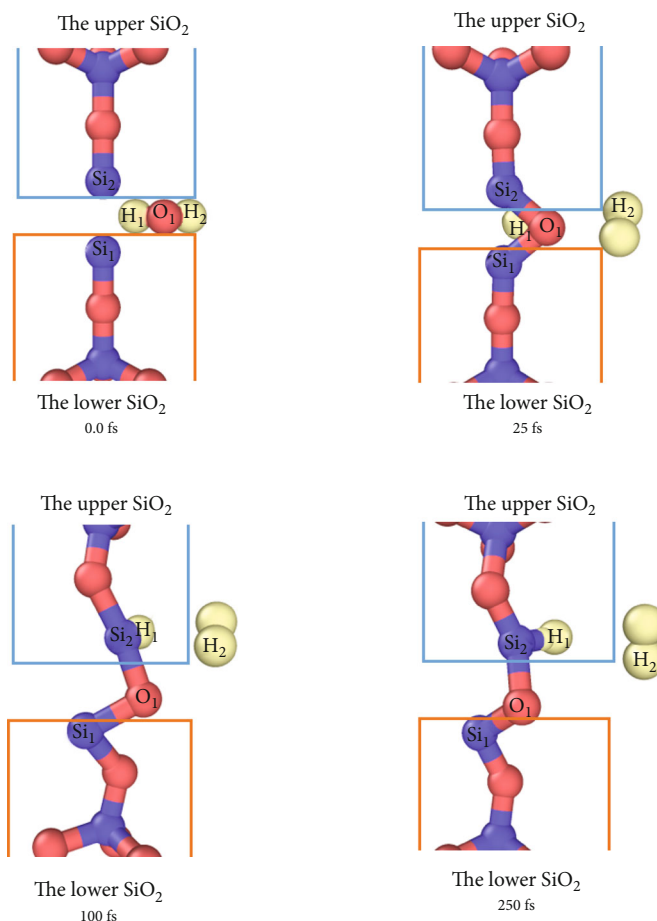 The upper SiO₂
Si₂
H₁ O₁ H₂
Si₁
The lower SiO₂
0.0 fs
The upper SiO₂
Si₂
H₂
H₁ O₁
Si₁
The lower SiO₂
25 fs
The upper SiO₂
Si₂ H₁
H₂
O₁
Si₁
The lower SiO₂
100 fs
The upper SiO₂
Si₂ H₁
H₂
O₁
Si₁
The lower SiO₂
250 fs